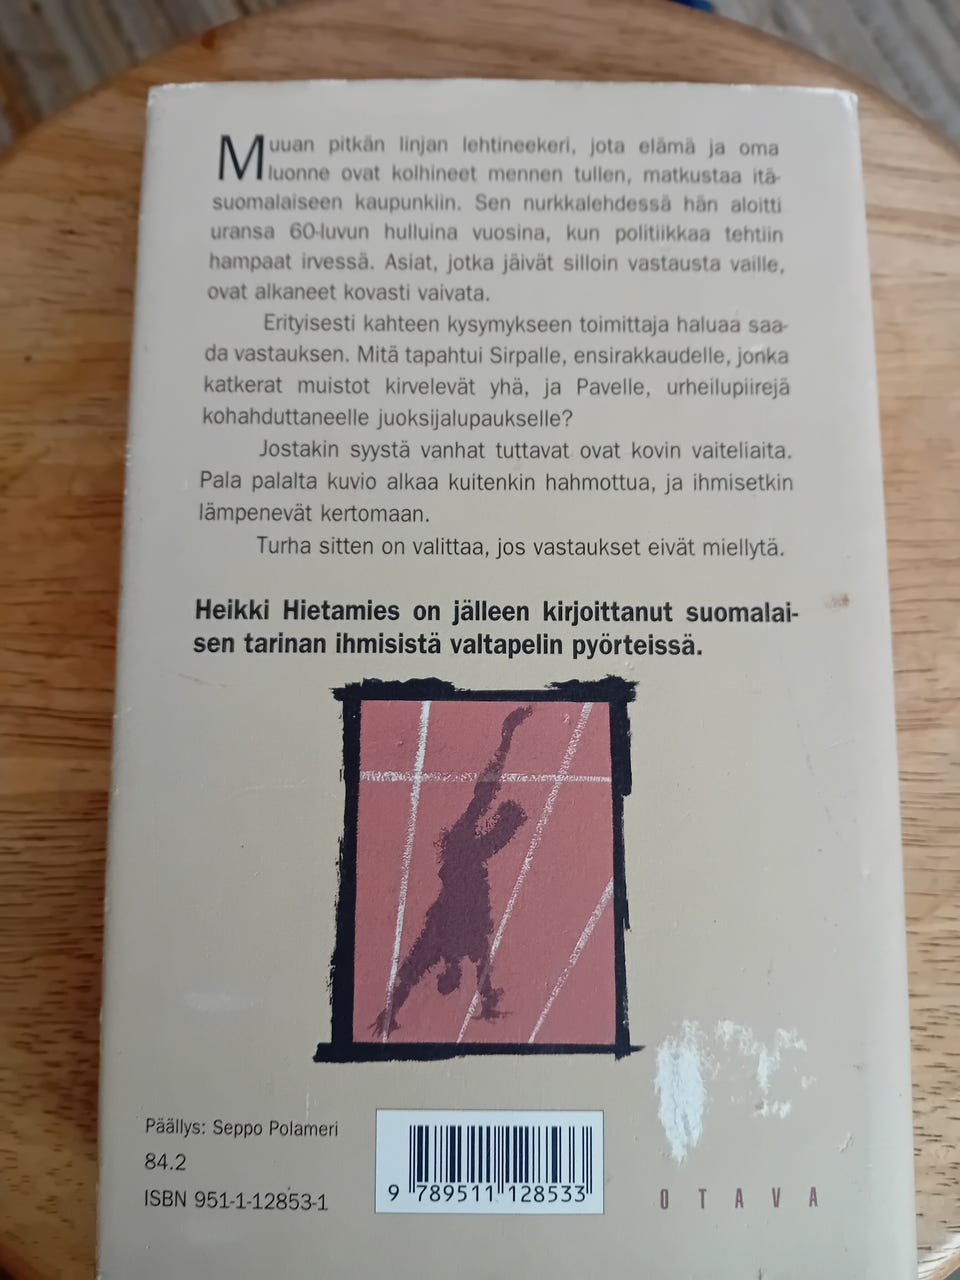 Muuan pitkän linjan lehtineekeri, jota elämä ja oma
luonne ovat kolhineet mennen tullen, matkustaa itä-
suomalaiseen kaupunkiin. Sen nurkkalehdessä hän aloitti
uransa 60-luvun hulluina vuosina, kun politiikkaa tehtiin
hampaat irvessä. Asiat, jotka jäivät silloin vastausta vaille,
ovat alkaneet kovasti vaivata.
Erityisesti kahteen kysymykseen toimittaja haluaa saa-
da vastauksen. Mitä tapahtui Sirpalle, ensirakkaudelle, jonka
katkerat muistot kirvelevät yhä, ja Pavelle, urheilupiirejä
kohahduttaneelle juoksijalupaukselle?
Jostakin syystä vanhat tuttavat ovat kovin vaiteliaita.
Pala palalta kuvio alkaa kuitenkin hahmottua, ja ihmisetkin
lämpenevät kertomaan.
Turha sitten on valittaa, jos vastaukset eivät miellytä.
Heikki Hietamies on jälleen kirjoittanut suomalai-
sen tarinan ihmisistä valtapelin pyörteissä.
Päällys: Seppo Polameri
84.2
ISBN 951-1-12853-1
9 789511 128533
OTAVA